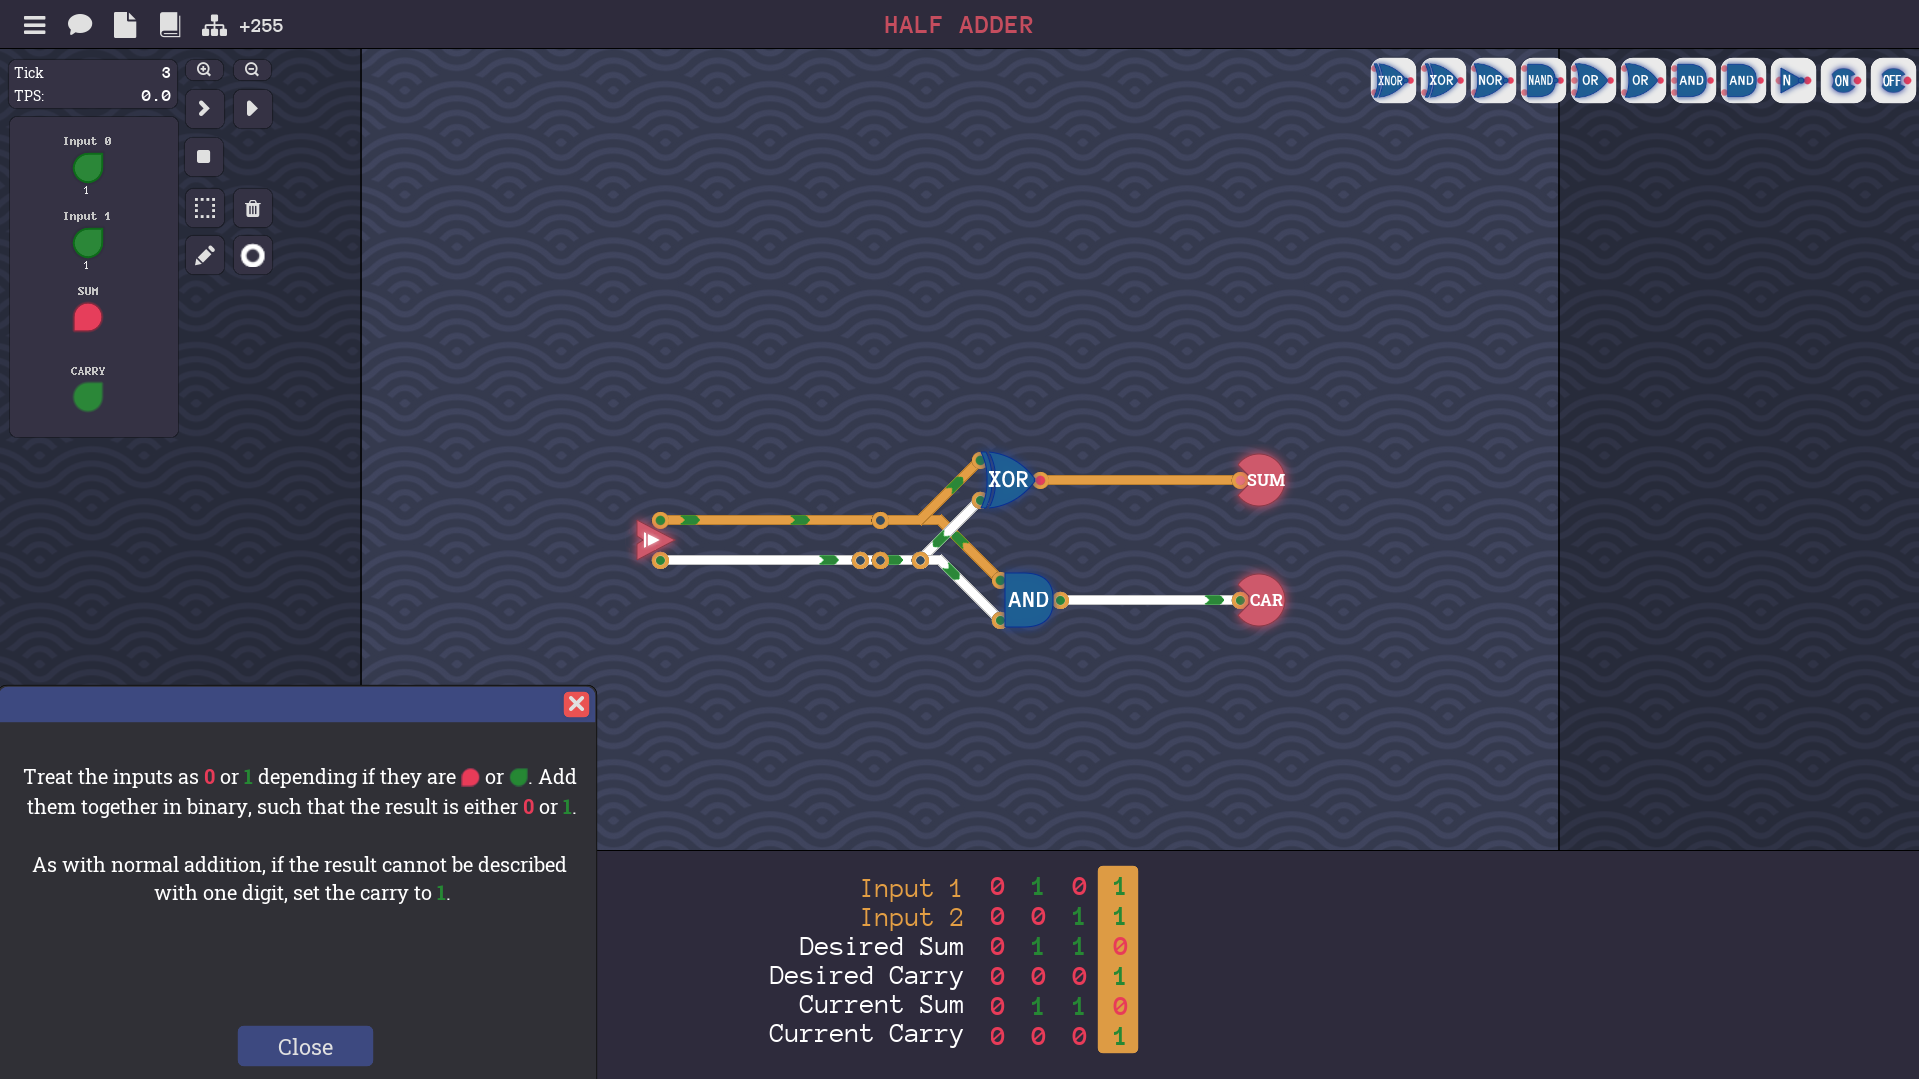 +255
HALF ADDER
Tick 3
TPS: 0.0
XNOR XOR NOR NAND OR OR AND AND N ON OFF
Input 0
1
Input 1
1
SUM
CARRY
XOR
SUM
AND
CAR
Treat the inputs as 0 or 1 depending if they are or . Add
them together in binary, such that the result is either 0 or 1.
As with normal addition, if the result cannot be described
with one digit, set the carry to 1.
Close
Input 1 0 1 0 1
Input 2 0 0 1 1
Desired Sum 0 1 1 0
Desired Carry 0 0 0 1
Current Sum 0 1 1 0
Current Carry 0 0 0 1